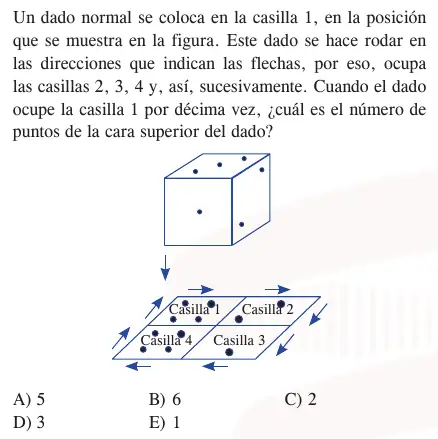 Un dado normal se coloca en la casilla 1, en la posición
que se muestra en la figura. Este dado se hace rodar en
las direcciones que indican las flechas, por eso, ocupa
las casillas 2, 3, 4 y, así, sucesivamente. Cuando el dado
ocupe la casilla 1 por décima vez, ¿cuál es el número de
puntos de la cara superior del dado?
Casilla 1 Casilla 2
Casilla 4 Casilla 3
A) 5 B) 6 C) 2
D) 3 E) 1